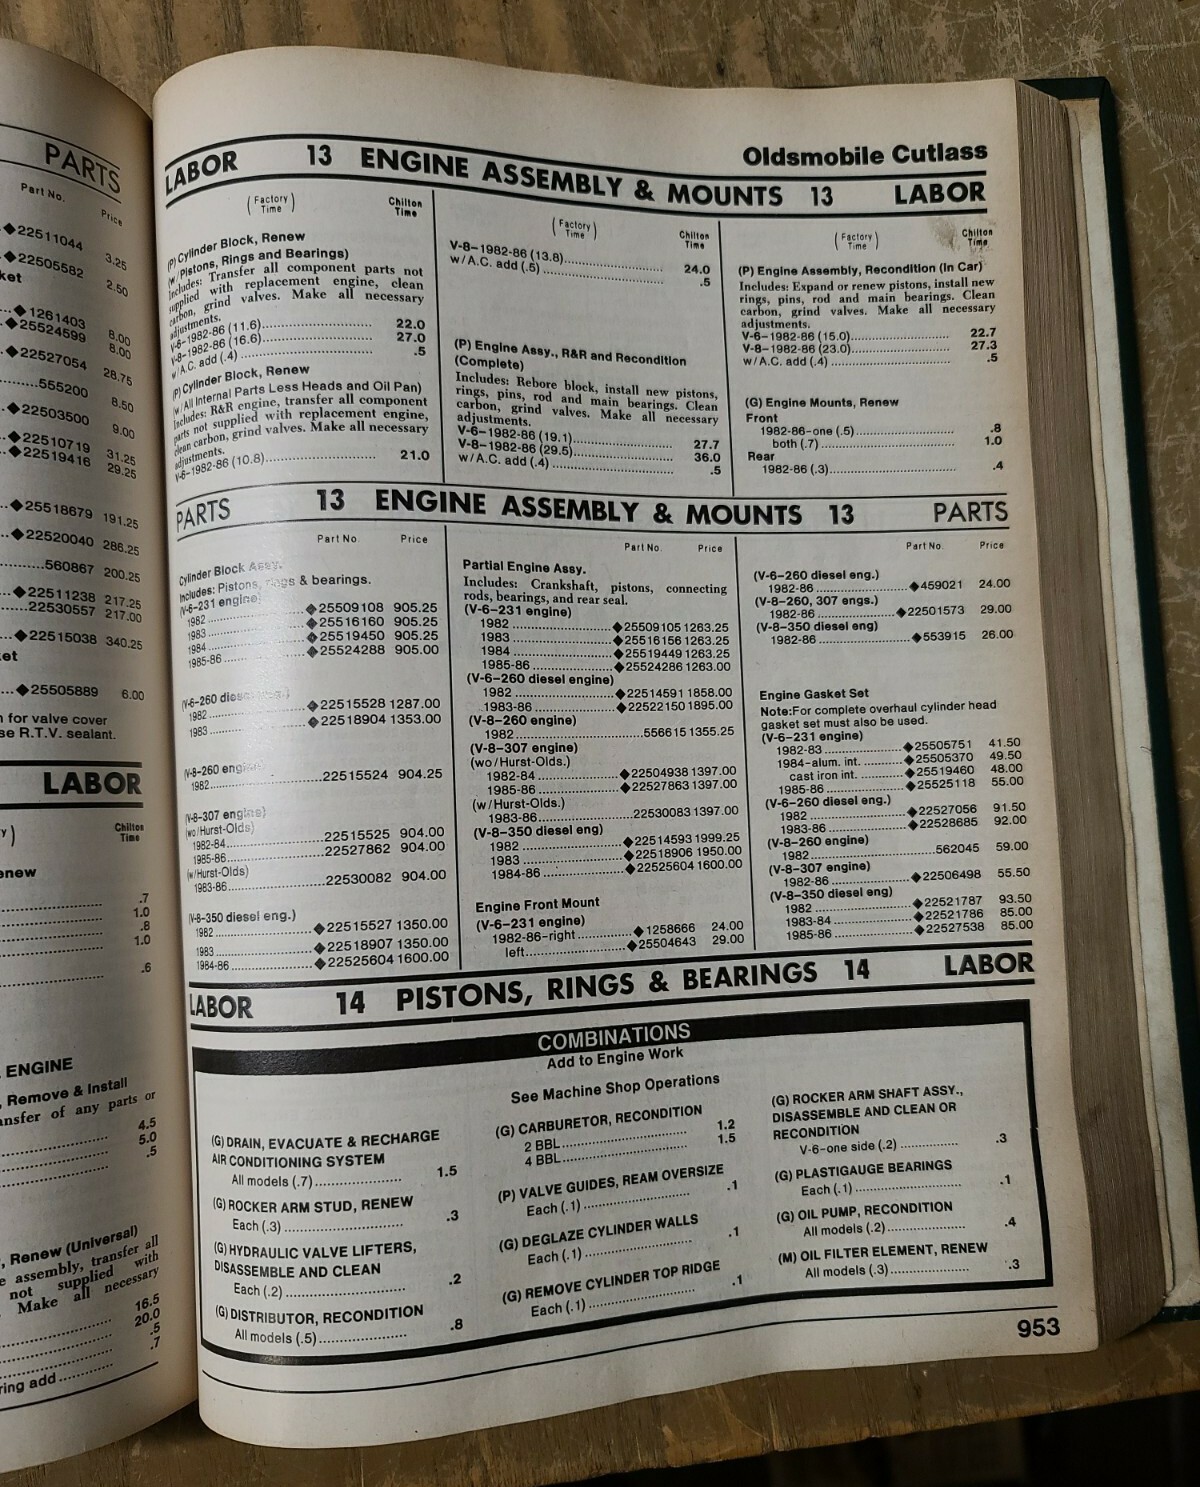 PARTS
Part No. Price
◆22511044 3.25
◆22505582 2.50
ket
◆1261403 8.00
◆25524599 8.00
◆22527054 28.75
555200 8.50
◆22503500 9.00
◆22510719 31.25
◆22519416 29.25
◆25518679 191.25
◆22520040 286.25
560867 200.25
◆22511238 217.25
22530557 217.00
◆22515038 340.25
et
◆25505889 6.00
n for valve cover
se R.T.V. sealant.
LABOR
y) Chilton Time
enew
.7
1.0
.8
1.0
.6
ENGINE
, Remove & Install
ansfer of any parts or
4.5
5.0
.5
, Renew (Universal)
e assembly, transfer all
not supplied with
Make all necessary
16.5
20.0
.5
.7
ring add
Oldsmobile Cutlass
LABOR 13 ENGINE ASSEMBLY & MOUNTS 13 LABOR
(Factory Time) Chilton Time
(P) Cylinder Block, Renew
(w/Pistons, Rings and Bearings)
Includes: Transfer all component parts not
supplied with replacement engine, clean
carbon, grind valves. Make all necessary
adjustments.
V-6-1982-86 (11.6) 22.0
V-8-1982-86 (16.6) 27.0
w/A.C. add (.4) .5
(P) Cylinder Block, Renew
(w/All Internal Parts Less Heads and Oil Pan)
Includes: R&R engine, transfer all component
parts not supplied with replacement engine,
clean carbon, grind valves. Make all necessary
adjustments.
V-6-1982-86 (10.8) 21.0
(Factory Time) Chilton Time
V-8-1982-86 (13.8) 24.0
w/A.C. add (.5) .5
(P) Engine Assy., R&R and Recondition
(Complete)
Includes: Rebore block, install new pistons,
rings, pins, rod and main bearings. Clean
carbon, grind valves. Make all necessary
adjustments.
V-6-1982-86 (19.1) 27.7
V-8-1982-86 (29.5) 36.0
w/A.C. add (.4) .5
(Factory Time) Chilton Time
(P) Engine Assembly, Recondition (In Car)
Includes: Expand or renew pistons, install new
rings, pins, rod and main bearings. Clean
carbon, grind valves. Make all necessary
adjustments.
V-6-1982-86 (15.0) 22.7
V-8-1982-86 (23.0) 27.3
w/A.C. add (.4) .5
(G) Engine Mounts, Renew
Front
1982-86-one (.5) .8
both (.7) 1.0
Rear
1982-86 (.3) .4
PARTS 13 ENGINE ASSEMBLY & MOUNTS 13 PARTS
Part No. Price
Cylinder Block Assy.
Includes: Pistons, rings & bearings.
(V-6-231 engine)
1982 ◆25509108 905.25
1983 ◆25516160 905.25
1984 ◆25519450 905.25
1985-86 ◆25524288 905.00
(V-6-260 diesel eng.)
1982 ◆22515528 1287.00
1983 ◆22518904 1353.00
(V-8-260 engine)
1982 22515524 904.25
(V-8-307 engine)
(wo/Hurst-Olds)
1982-84 22515525 904.00
1985-86 22527862 904.00
(w/Hurst-Olds)
1983-86 22530082 904.00
(V-8-350 diesel eng.)
1982 ◆22515527 1350.00
1983 ◆22518907 1350.00
1984-86 ◆22525604 1600.00
Part No. Price
Partial Engine Assy.
Includes: Crankshaft, pistons, connecting
rods, bearings, and rear seal.
(V-6-231 engine)
1982 ◆25509105 1263.25
1983 ◆25516156 1263.25
1984 ◆25519449 1263.25
1985-86 ◆25524286 1263.00
(V-6-260 diesel engine)
1982 ◆22514591 1858.00
1983-86 ◆22522150 1895.00
(V-8-260 engine)
1982 556615 1355.25
(V-8-307 engine)
(wo/Hurst-Olds.)
1982-84 ◆22504938 1397.00
1985-86 ◆22527863 1397.00
(w/Hurst-Olds.)
1983-86 22530083 1397.00
(V-8-350 diesel eng)
1982 ◆22514593 1999.25
1983 ◆22518906 1950.00
1984-86 ◆22525604 1600.00
Engine Front Mount
(V-6-231 engine)
1982-86-right ◆1258666 24.00
left ◆25504643 29.00
Part No. Price
(V-6-260 diesel eng.)
1982-86 ◆459021 24.00
(V-8-260, 307 engs.)
1982-86 ◆22501573 29.00
(V-8-350 diesel eng)
1982-86 ◆553915 26.00
Engine Gasket Set
Note: For complete overhaul cylinder head
gasket set must also be used.
(V-6-231 engine)
1982-83 ◆25505751 41.50
1984-alum. int. ◆25505370 49.50
cast iron int. ◆25519460 48.00
1985-86 ◆25525118 55.00
(V-6-260 diesel eng.)
1982 ◆22527056 91.50
1983-86 ◆22528685 92.00
(V-8-260 engine)
1982 562045 59.00
(V-8-307 engine)
1982-86 ◆22506498 55.50
(V-8-350 diesel eng)
1982 ◆22521787 93.50
1983-84 ◆22521786 85.00
1985-86 ◆22527538 85.00
LABOR 14 PISTONS, RINGS & BEARINGS 14 LABOR
COMBINATIONS
Add to Engine Work
See Machine Shop Operations
(G) DRAIN, EVACUATE & RECHARGE
AIR CONDITIONING SYSTEM
All models (.7) 1.5
(G) ROCKER ARM STUD, RENEW
Each (.3) .3
(G) HYDRAULIC VALVE LIFTERS,
DISASSEMBLE AND CLEAN
Each (.2) .2
(G) DISTRIBUTOR, RECONDITION
All models (.5) .8
(G) CARBURETOR, RECONDITION
2 BBL 1.2
4 BBL 1.5
(P) VALVE GUIDES, REAM OVERSIZE
Each (.1) .1
(G) DEGLAZE CYLINDER WALLS
Each (.1) .1
(G) REMOVE CYLINDER TOP RIDGE
Each (.1) .1
(G) ROCKER ARM SHAFT ASSY.,
DISASSEMBLE AND CLEAN OR
RECONDITION
V-6-one side (.2) .3
(G) PLASTIGAUGE BEARINGS
Each (.1) .1
(G) OIL PUMP, RECONDITION
All models (.2) .4
(M) OIL FILTER ELEMENT, RENEW
All models (.3) .3
953